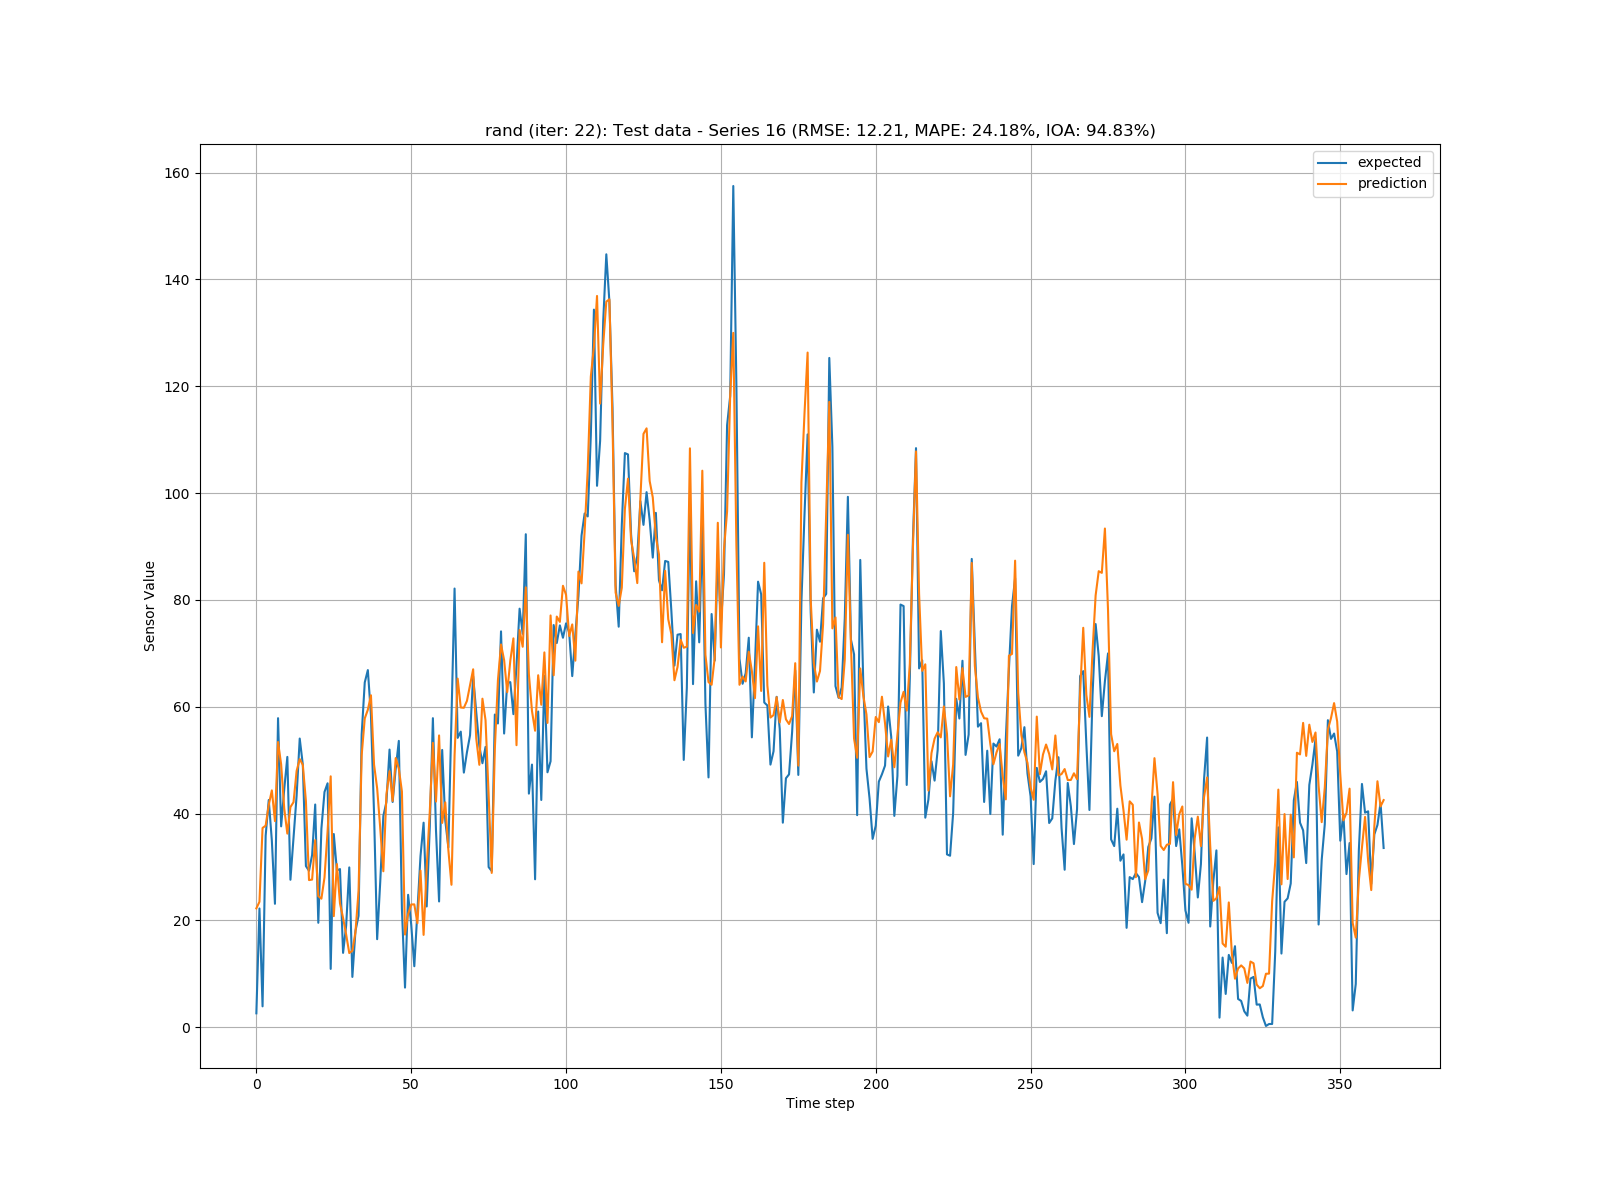 rand (iter: 22): Test data - Series 16 (RMSE: 12.21, MAPE: 24.18%, IOA: 94.83%)
expected
prediction
160
140
120
100
80
60
40
20
0
Sensor Value
0 50 100 150 200 250 300 350
Time step